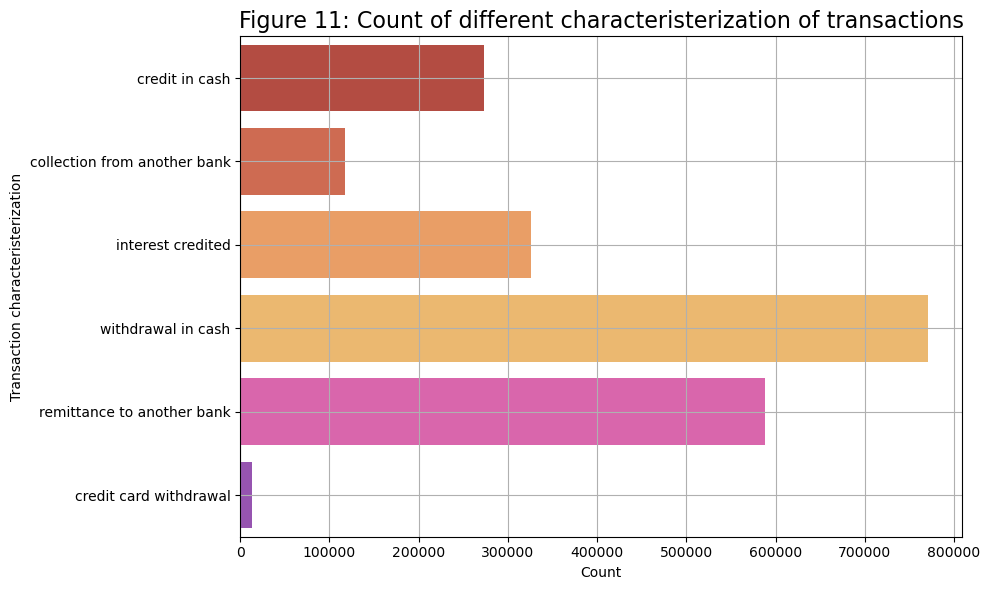 Figure 11: Count of different characteristerization of transactions
Transaction characteristerization
credit in cash
collection from another bank
interest credited
withdrawal in cash
remittance to another bank
credit card withdrawal
0 100000 200000 300000 400000 500000 600000 700000 800000
Count